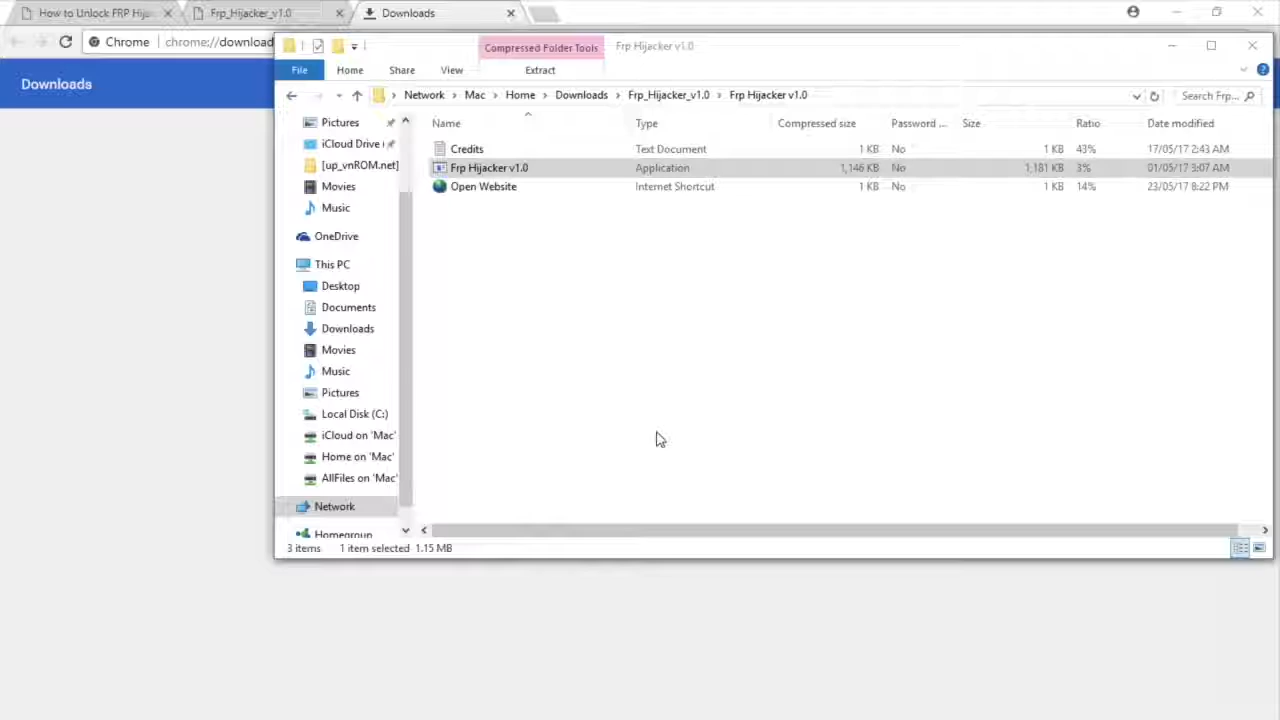 How to Unlock FRP Hija
Frp_Hijacker_v1.0
Downloads
Chrome
chrome://download
Downloads
Compressed Folder Tools
Frp Hijacker v1.0
File
Home
Share
View
Extract
Network > Mac > Home > Downloads > Frp_Hijacker_v1.0 > Frp Hijacker v1.0
Search Frp...
Name
Type
Compressed size
Password ...
Size
Ratio
Date modified
Credits
Text Document
1 KB
No
1 KB
43%
17/05/17 2:43 AM
Frp Hijacker v1.0
Application
1,146 KB
No
1,181 KB
3%
01/05/17 3:07 AM
Open Website
Internet Shortcut
1 KB
No
1 KB
14%
23/05/17 8:22 PM
Pictures
iCloud Drive
[up_vnROM.net]
Movies
Music
OneDrive
This PC
Desktop
Documents
Downloads
Movies
Music
Pictures
Local Disk (C:)
iCloud on 'Mac'
Home on 'Mac'
AllFiles on 'Mac'
Network
Homegroup
3 items
1 item selected 1.15 MB